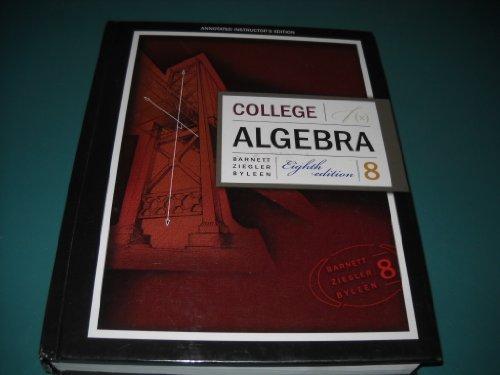 ANNOTATED INSTRUCTOR'S EDITION
COLLEGE f(x)
ALGEBRA
BARNETT
ZIEGLER
BYLEEN
Eighth
edition
8
BARNETT
ZIEGLER
BYLEEN
8